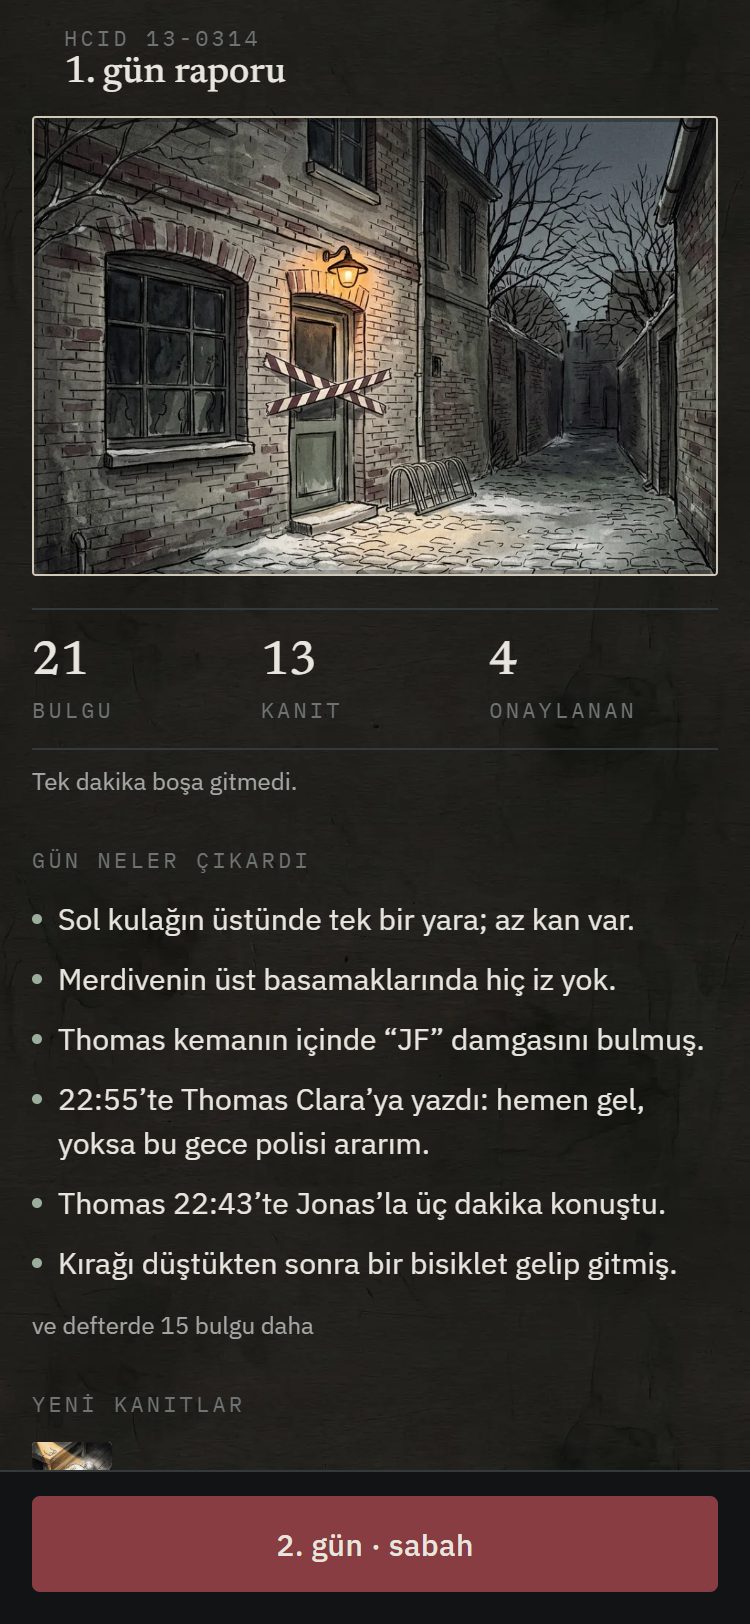 HCID 13-0314
1. gün raporu
21
BULGU
13
KANIT
4
ONAYLANAN
Tek dakika boşa gitmedi.
GÜN NELER ÇIKARDI
Sol kulağın üstünde tek bir yara; az kan var.
Merdivenin üst basamaklarında hiç iz yok.
Thomas kemanın içinde “JF” damgasını bulmuş.
22:55’te Thomas Clara’ya yazdı: hemen gel,
yoksa bu gece polisi ararım.
Thomas 22:43’te Jonas’la üç dakika konuştu.
Kırağı düştükten sonra bir bisiklet gelip gitmiş.
ve defterde 15 bulgu daha
YENİ KANITLAR
2. gün · sabah